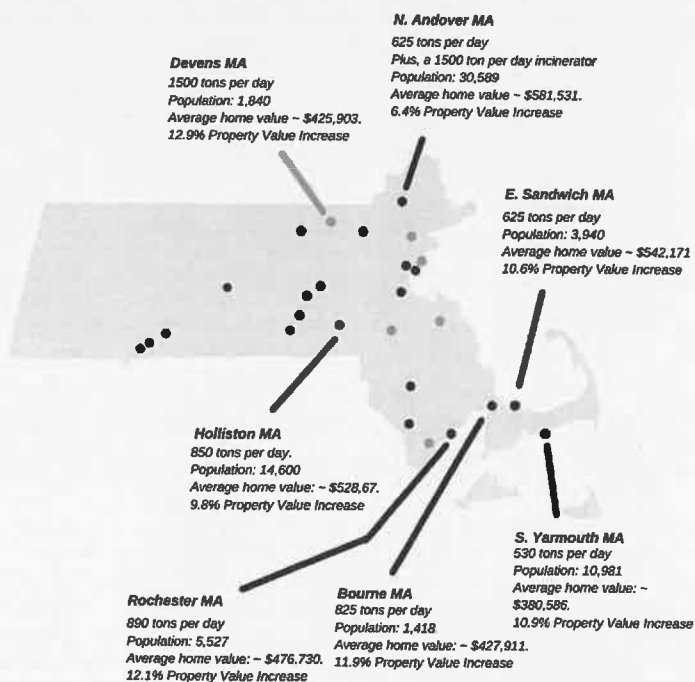 N. Andover MA
625 tons per day
Plus, a 1500 ton per day incinerator
Population: 30,589
Average home value ~ $581,531.
6.4% Property Value Increase
Devens MA
1500 tons per day
Population: 1,840
Average home value ~ $425,903.
12.9% Property Value Increase
E. Sandwich MA
625 tons per day
Population: 3,940
Average home value ~ $542,171
10.6% Property Value Increase
Holliston MA
850 tons per day.
Population: 14,600
Average home value: ~ $528,67.
9.8% Property Value Increase
S. Yarmouth MA
530 tons per day
Population: 10,981
Average home value: ~
$380,586.
10.9% Property Value Increase
Rochester MA
890 tons per day
Population: 5,527
Average home value: ~ $476,730.
12.1% Property Value Increase
Bourne MA
825 tons per day
Population: 1,418
Average home value: ~ $427,911.
11.9% Property Value Increase